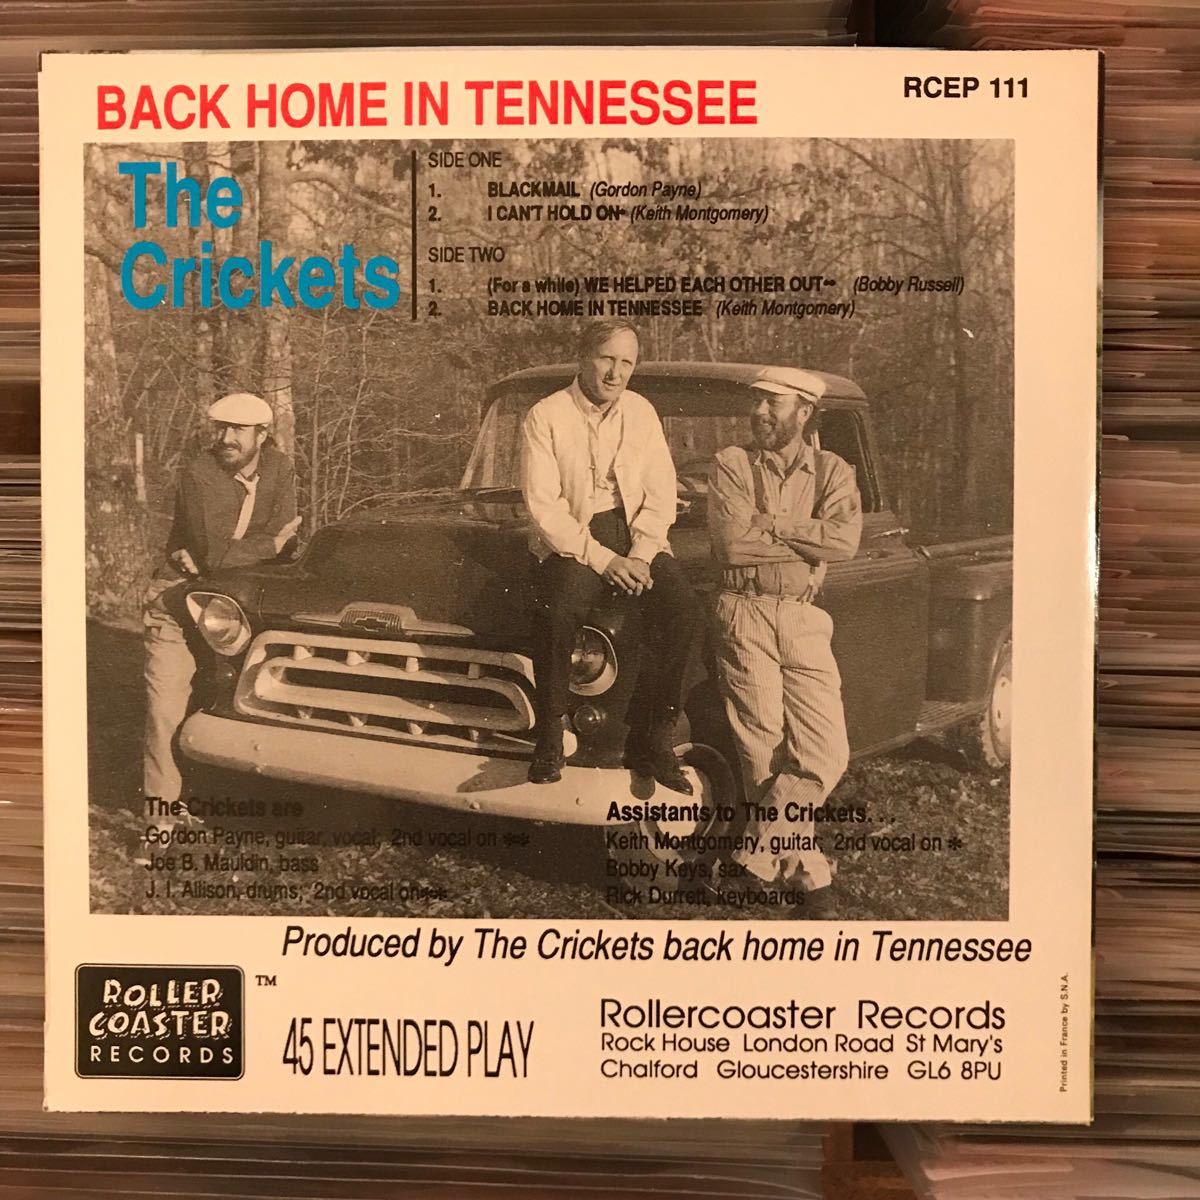 BACK HOME IN TENNESSEE
RCEP 111
The
Crickets
SIDE ONE
1. BLACKMAIL (Gordon Payne)
2. I CAN'T HOLD ON* (Keith Montgomery)
SIDE TWO
1. (For a while) WE HELPED EACH OTHER OUT** (Bobby Russell)
2. BACK HOME IN TENNESSEE (Keith Montgomery)
The Crickets are
Gordon Payne, guitar, vocal; 2nd vocal on **
Joe B. Mauldin, bass
J. I. Allison, drums; 2nd vocal on **
Assistants to The Crickets. . .
Keith Montgomery, guitar; 2nd vocal on *
Bobby Keys, sax
Rick Durrett, keyboards
Produced by The Crickets back home in Tennessee
ROLLER
COASTER
RECORDS
TM
45 EXTENDED PLAY
Rollercoaster Records
Rock House London Road St Mary's
Chalford Gloucestershire GL6 8PU
Printed in France by S.N.A.